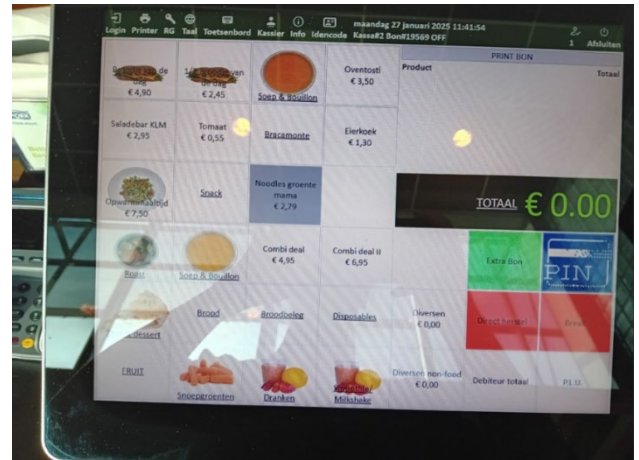 Login Printer RG Taal Toetsenbord Kassier Info Idencode
maandag 27 januari 2025 11:41:54
Kassa#2 Bon#19569 OFF
1 Afsluiten
PRINT BON
Product Totaal
de
€ 4,90
dag
€ 2,45
Soep & Bouillon
Oventosti
€ 3,50
Saladebar KLM
€ 2,95
Tomaat
€ 0,55
Bracamonte
Eierkoek
€ 1,30
Opwarmmaaltijd
€ 7,50
Snack
Noodles groente
mama
€ 2,79
TOTAAL € 0.00
Roast
Soep & Bouillon
Combi deal
€ 4,95
Combi deal II
€ 6,95
Extra Bon
PIN
dessert
Brood
Broodbeleg
Disposables
Diversen
€ 0,00
Direct herstel
FRUIT
Snoepgroenten
Dranken
Milkshake
Diversen non-food
€ 0,00
Debiteur totaal
P.L.U.